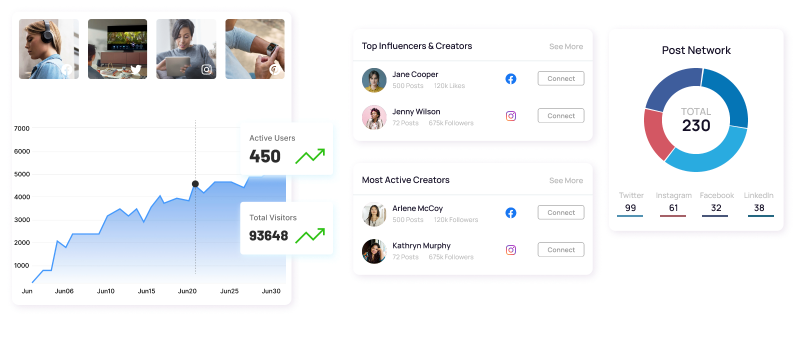 7000
6000
5000
4000
3000
2000
1000
Jun
Jun06
Jun10
Jun15
Jun20
Jun25
Jun30
Active Users
450
Total Visitors
93648
Top Influencers & Creators
See More
Jane Cooper
500 Posts 120k Likes
Connect
Jenny Wilson
72 Posts 675k Followers
Connect
Most Active Creators
See More
Arlene McCoy
500 Posts 120k Followers
Connect
Kathryn Murphy
72 Posts 675k Followers
Connect
Post Network
TOTAL
230
Twitter Instagram Facebook LinkedIn
99 61 32 38